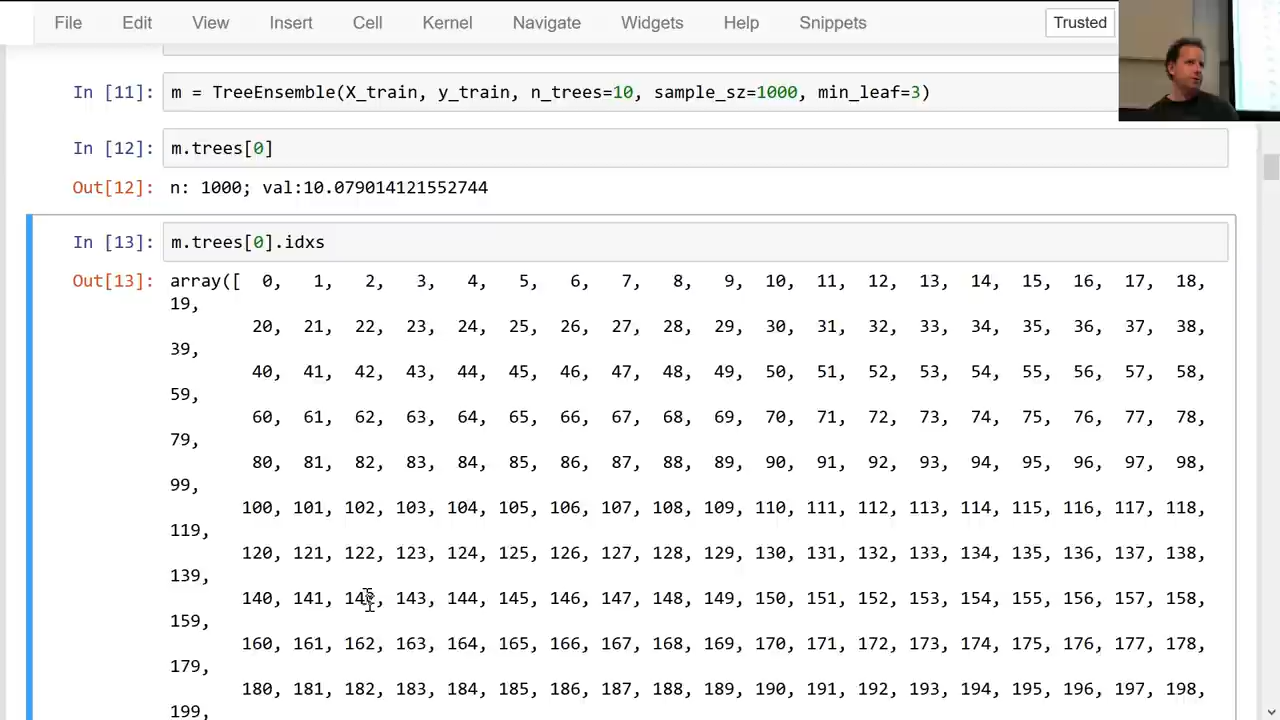 File Edit View Insert Cell Kernel Navigate Widgets Help Snippets Trusted
In [11]: m = TreeEnsemble(X_train, y_train, n_trees=10, sample_sz=1000, min_leaf=3)
In [12]: m.trees[0]
Out[12]: n: 1000; val:10.079014121552744
In [13]: m.trees[0].idxs
Out[13]: array([ 0, 1, 2, 3, 4, 5, 6, 7, 8, 9, 10, 11, 12, 13, 14, 15, 16, 17, 18,
19,
20, 21, 22, 23, 24, 25, 26, 27, 28, 29, 30, 31, 32, 33, 34, 35, 36, 37, 38,
39,
40, 41, 42, 43, 44, 45, 46, 47, 48, 49, 50, 51, 52, 53, 54, 55, 56, 57, 58,
59,
60, 61, 62, 63, 64, 65, 66, 67, 68, 69, 70, 71, 72, 73, 74, 75, 76, 77, 78,
79,
80, 81, 82, 83, 84, 85, 86, 87, 88, 89, 90, 91, 92, 93, 94, 95, 96, 97, 98,
99,
100, 101, 102, 103, 104, 105, 106, 107, 108, 109, 110, 111, 112, 113, 114, 115, 116, 117, 118,
119,
120, 121, 122, 123, 124, 125, 126, 127, 128, 129, 130, 131, 132, 133, 134, 135, 136, 137, 138,
139,
140, 141, 142, 143, 144, 145, 146, 147, 148, 149, 150, 151, 152, 153, 154, 155, 156, 157, 158,
159,
160, 161, 162, 163, 164, 165, 166, 167, 168, 169, 170, 171, 172, 173, 174, 175, 176, 177, 178,
179,
180, 181, 182, 183, 184, 185, 186, 187, 188, 189, 190, 191, 192, 193, 194, 195, 196, 197, 198,
199,